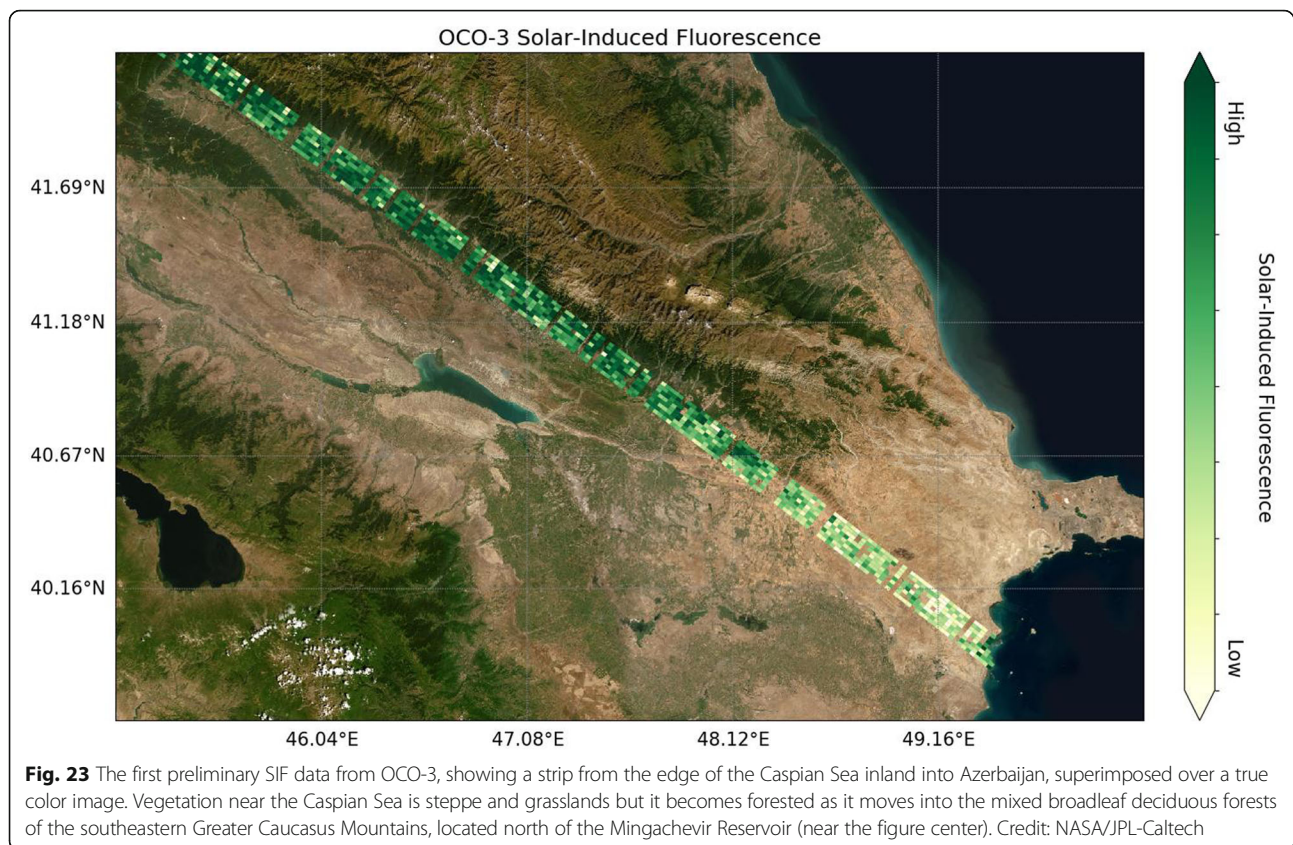 OCO-3 Solar-Induced Fluorescence
41.69°N
41.18°N
40.67°N
40.16°N
46.04°E
47.08°E
48.12°E
49.16°E
High
Solar-Induced Fluorescence
Low
Fig. 23 The first preliminary SIF data from OCO-3, showing a strip from the edge of the Caspian Sea inland into Azerbaijan, superimposed over a true
color image. Vegetation near the Caspian Sea is steppe and grasslands but it becomes forested as it moves into the mixed broadleaf deciduous forests
of the southeastern Greater Caucasus Mountains, located north of the Mingachevir Reservoir (near the figure center). Credit: NASA/JPL-Caltech